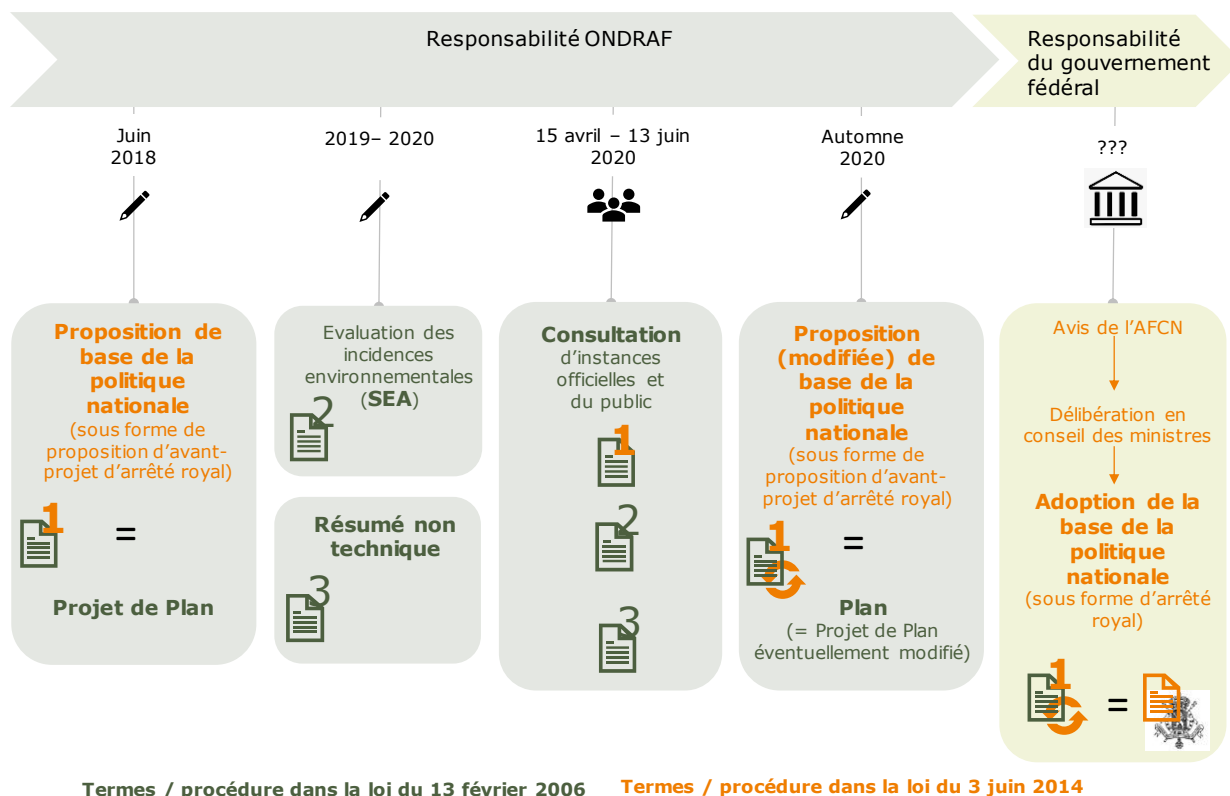 Responsabilité ONDRAF
Responsabilité
du gouvernement
fédéral
Juin
2018
2019– 2020
15 avril – 13 juin
2020
Automne
2020
???
Proposition de
base de la
politique
nationale
(sous forme de
proposition d’avant-
projet d’arrêté royal)
1
=
Projet de Plan
Evaluation des
incidences
environnementales
(SEA)
2
Résumé non
technique
3
Consultation
d’instances
officielles et
du public
1
2
3
Proposition
(modifiée) de
base de la
politique
nationale
(sous forme de
proposition d’avant-
projet d’arrêté royal)
1
=
Plan
(= Projet de Plan
éventuellement modifié)
Avis de l’AFCN
Délibération en
conseil des ministres
Adoption de la
base de la
politique
nationale
(sous forme d’arrêté
royal)
1
=
Termes / procédure dans la loi du 13 février 2006
Termes / procédure dans la loi du 3 juin 2014